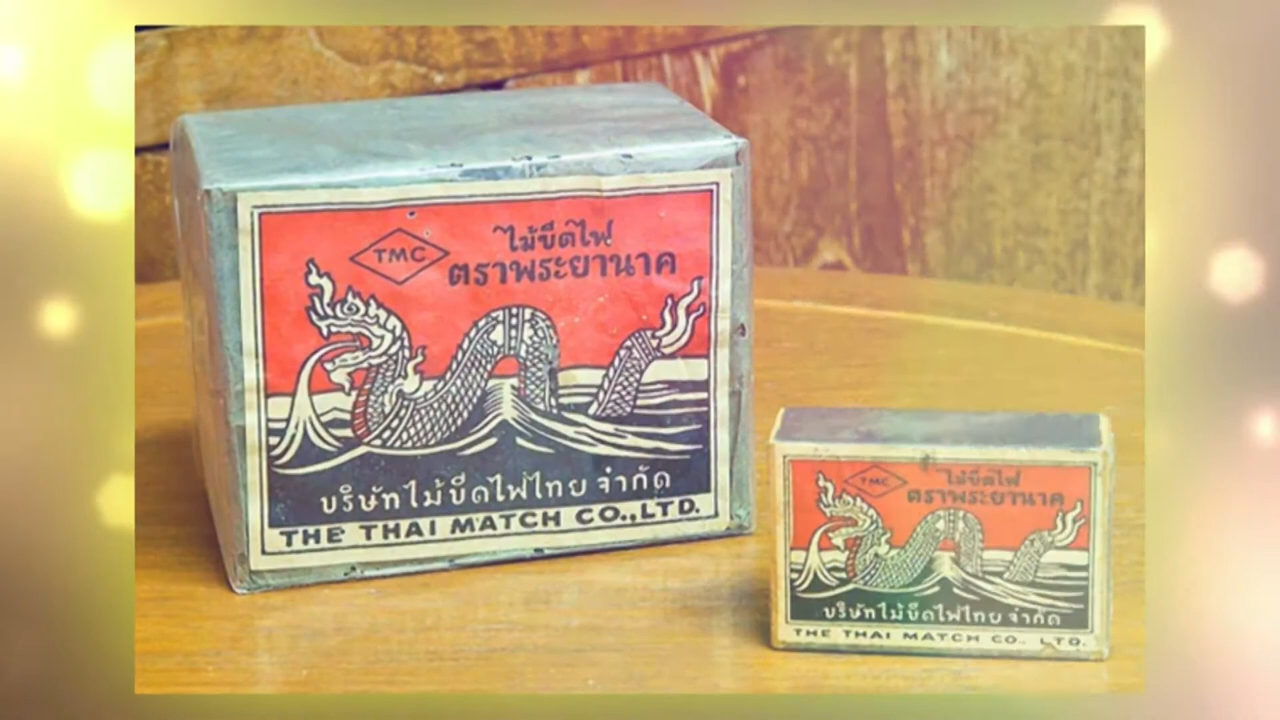 TMC
ไม้ขีดไฟ
ตราพระยานาค
บริษัทไม้ขีดไฟไทย จำกัด
THE THAI MATCH CO.,LTD.
TMC
ไม้ขีดไฟ
ตราพระยานาค
บริษัทไม้ขีดไฟไทย จำกัด
THE THAI MATCH CO., LTD.